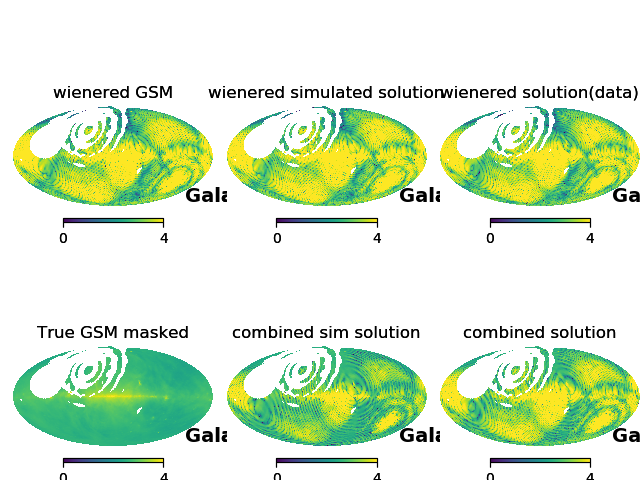 wienered GSM
wienered simulated solution
wienered solution(data)
Gala
Gala
Ga
0 4
0 4
0 4
True GSM masked
combined sim solution
combined solution
Gala
Gala
Ga
0 4
0 4
0 4